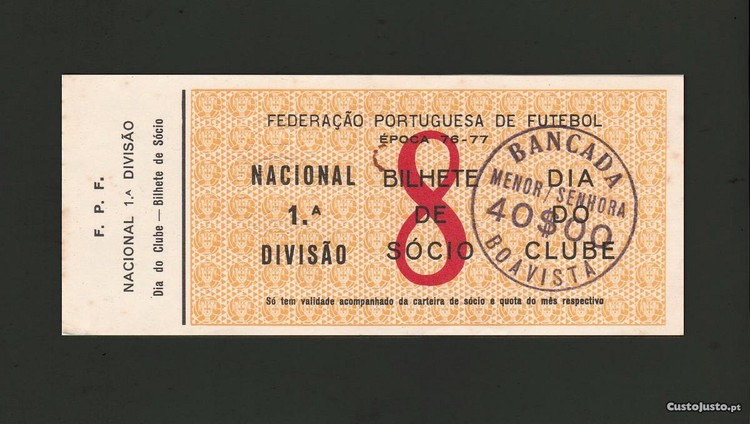 F. P. F.
NACIONAL 1.ª DIVISÃO
Dia do Clube — Bilhete de Sócio
FEDERAÇÃO PORTUGUESA DE FUTEBOL
ÉPOCA 76-77
NACIONAL
1.ª
DIVISÃO
8
BILHETE
DE
SÓCIO
DIA
DO
CLUBE
BANCADA
MENOR / SENHORA
40$00
BOAVISTA
Só tem validade acompanhado da carteira de sócio e quota do mês respectivo
CustoJusto.pt